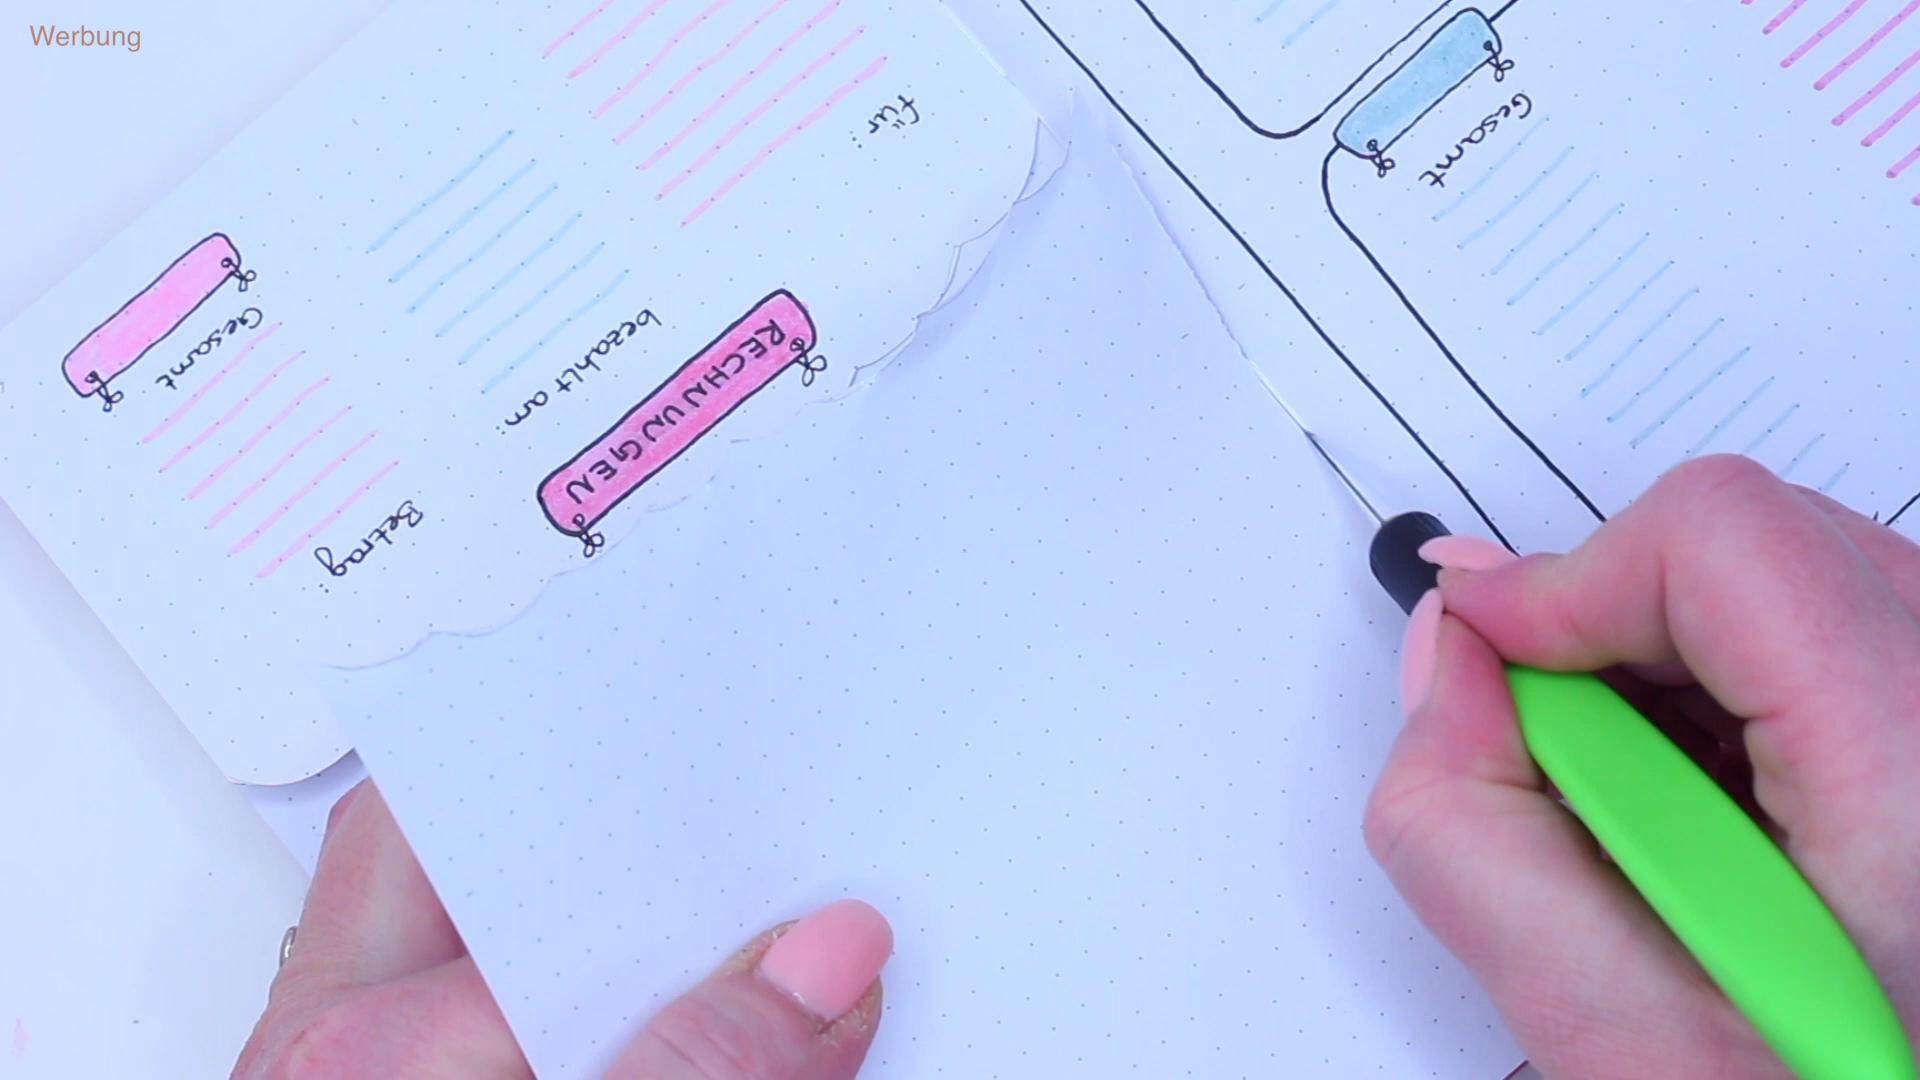 Werbung
RECHNUNGEN
für:
bezahlt am:
Betrag:
Gesamt
Gesamt